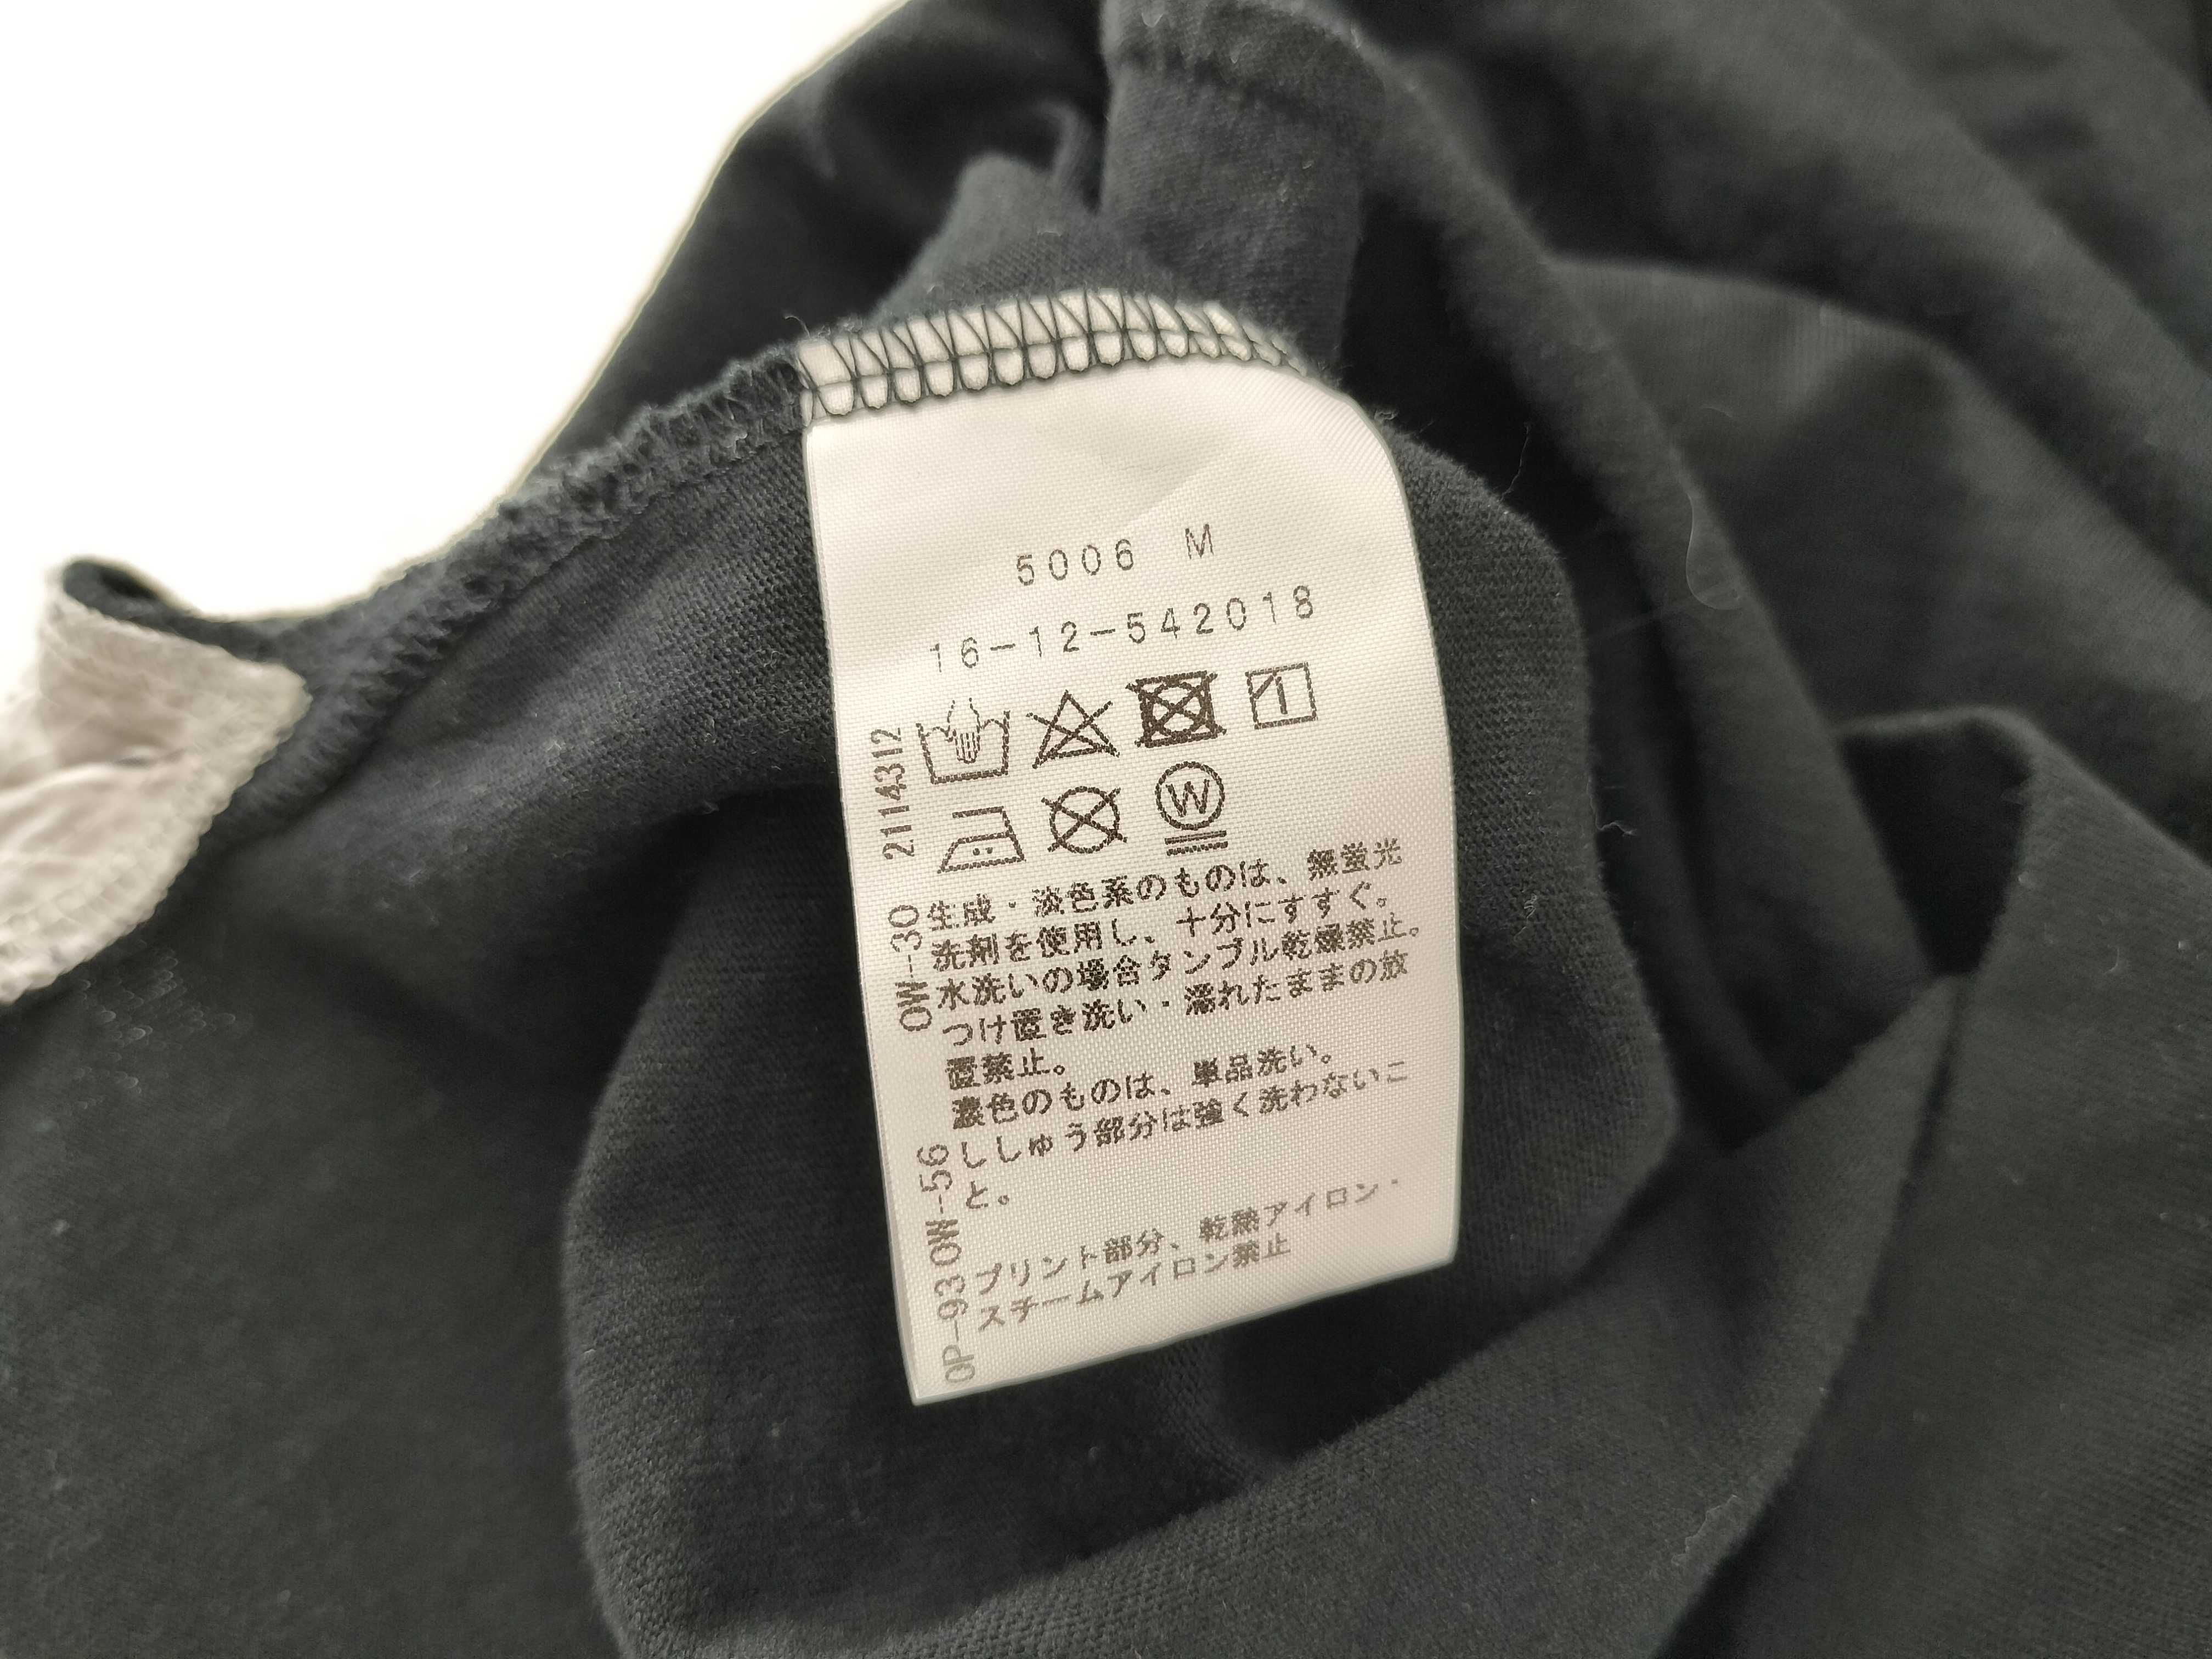 5006 M
16-12-542018
W
生成・淡色系のものは、無蛍光
洗剤を使用し、十分にすすぐ。
水洗いの場合タンブル乾燥禁止。
つけ置き洗い・濡れたままの放
置禁止。
濃色のものは、単品洗い。
ししゅう部分は強く洗わないこ
と。
プリント部分、乾熱アイロン・
スチームアイロン禁止
21143I2
OW-30
OW-56
OP-93